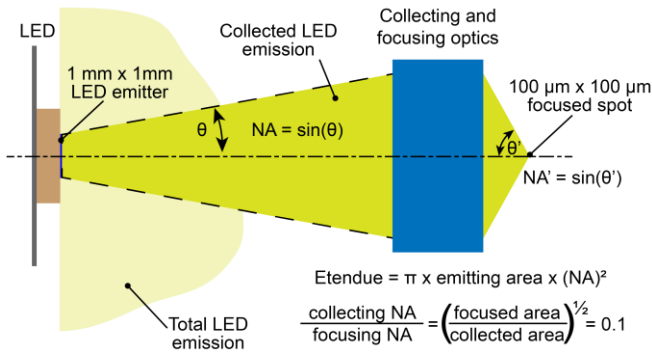 LED
Collected LED
emission
Collecting and
focusing optics
1 mm x 1mm
LED emitter
100 µm x 100 µm
focused spot
θ
NA = sin(θ)
θ'
NA' = sin(θ')
Etendue = π x emitting area x (NA)²
collecting NA / focusing NA = (focused area / collected area)^½ = 0.1
Total LED
emission